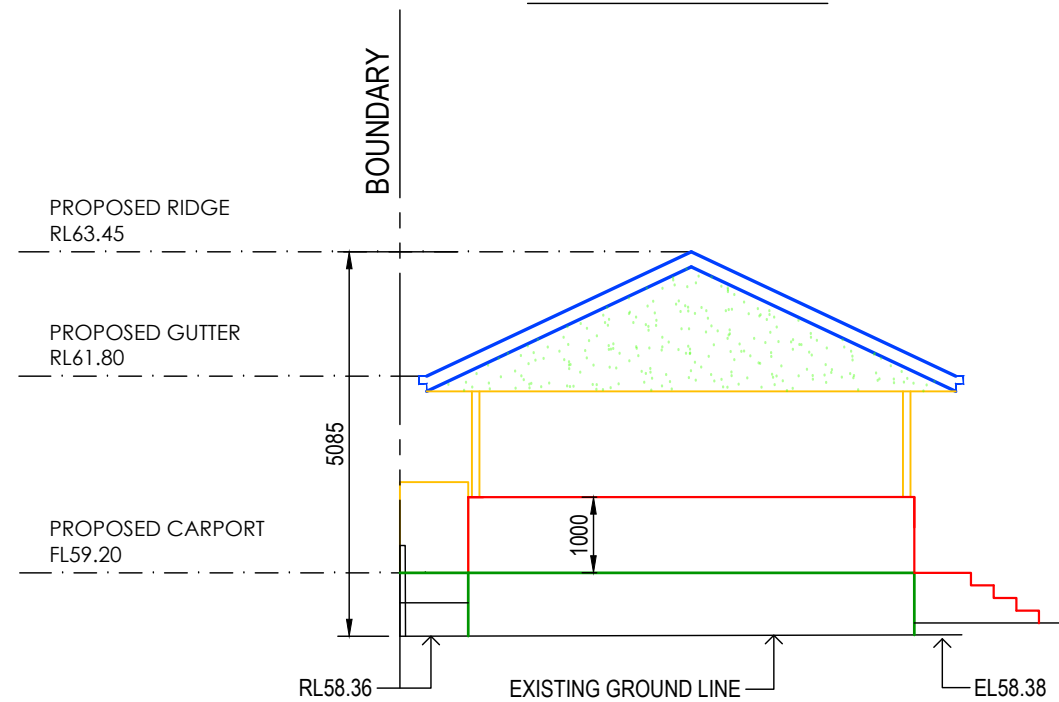 BOUNDARY
PROPOSED RIDGE
RL63.45
PROPOSED GUTTER
RL61.80
5085
PROPOSED CARPORT
FL59.20
1000
RL58.36
EXISTING GROUND LINE
EL58.38